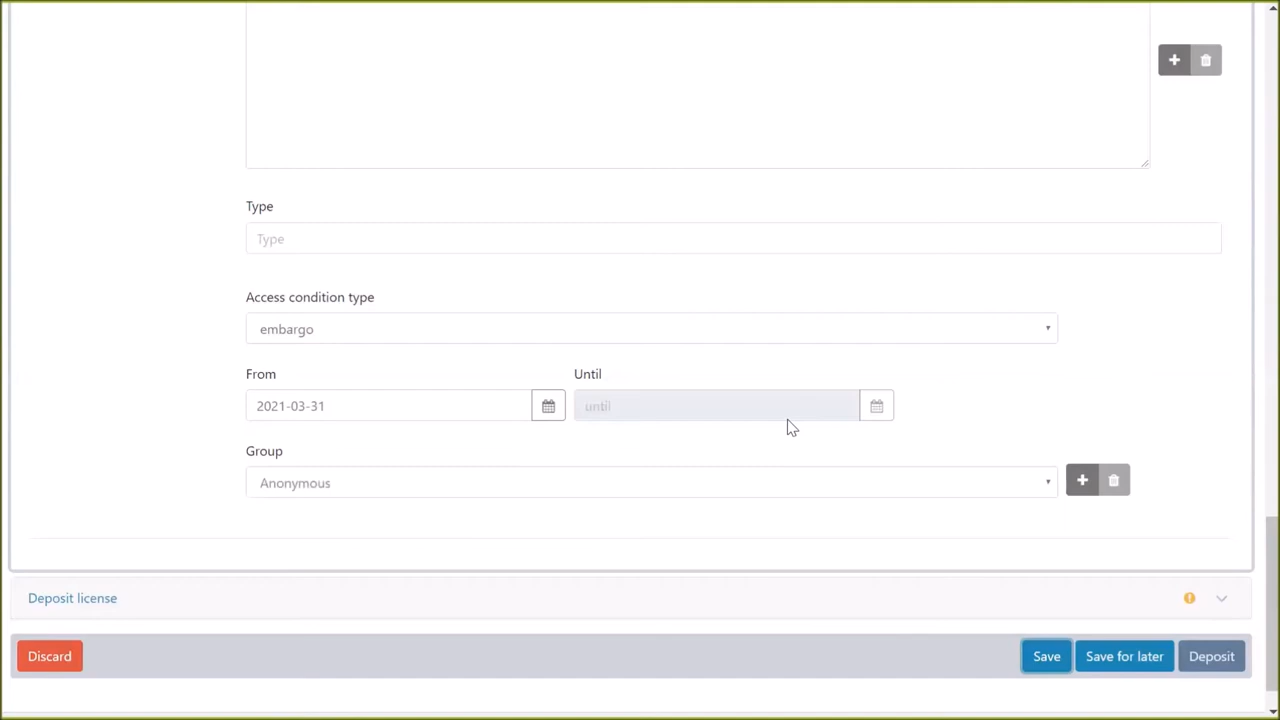 Type
Type
Access condition type
embargo
From Until
2021-03-31 until
Group
Anonymous
Deposit license
Discard Save Save for later Deposit